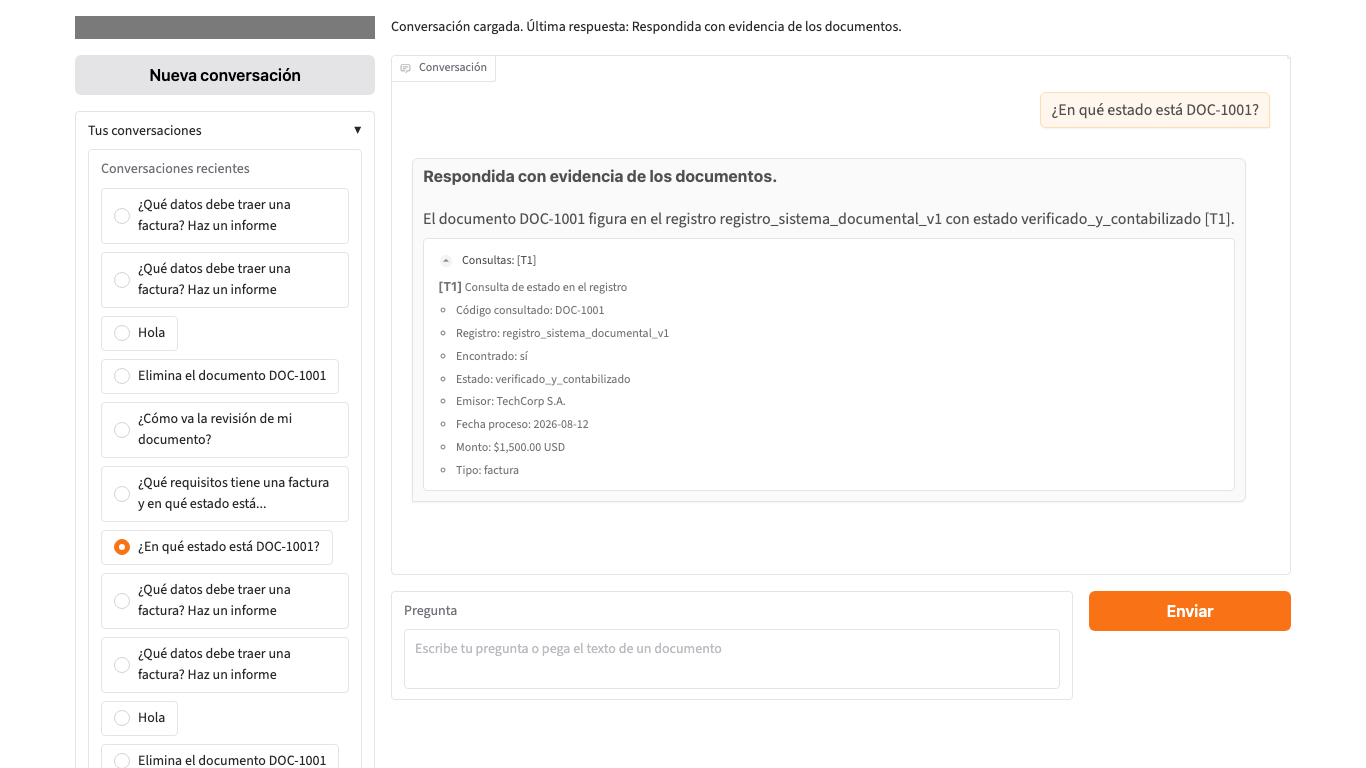 Conversación cargada. Última respuesta: Respondida con evidencia de los documentos.
Nueva conversación
Tus conversaciones
Conversaciones recientes
¿Qué datos debe traer una
factura? Haz un informe
¿Qué datos debe traer una
factura? Haz un informe
Hola
Elimina el documento DOC-1001
¿Cómo va la revisión de mi
documento?
¿Qué requisitos tiene una factura
y en qué estado está...
¿En qué estado está DOC-1001?
¿Qué datos debe traer una
factura? Haz un informe
¿Qué datos debe traer una
factura? Haz un informe
Hola
Elimina el documento DOC-1001
Conversación
¿En qué estado está DOC-1001?
Respondida con evidencia de los documentos.
El documento DOC-1001 figura en el registro registro_sistema_documental_v1 con estado verificado_y_contabilizado [T1].
Consultas: [T1]
[T1] Consulta de estado en el registro
Código consultado: DOC-1001
Registro: registro_sistema_documental_v1
Encontrado: sí
Estado: verificado_y_contabilizado
Emisor: TechCorp S.A.
Fecha proceso: 2026-08-12
Monto: $1,500.00 USD
Tipo: factura
Pregunta
Escribe tu pregunta o pega el texto de un documento
Enviar